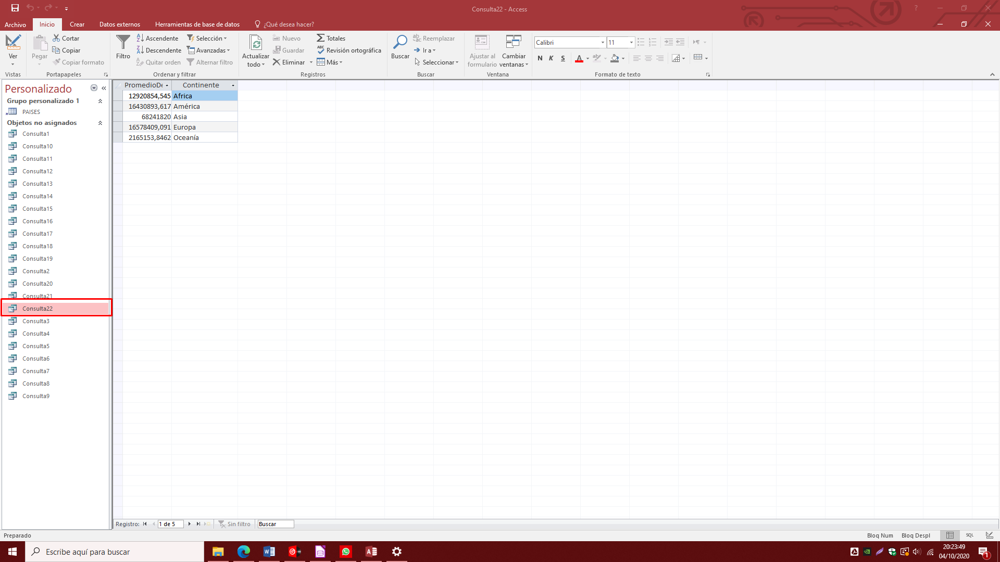 Consulta22 - Access
Archivo Inicio Crear Datos externos Herramientas de base de datos ¿Qué desea hacer?
Ver
Vistas
Pegar
Cortar
Copiar
Copiar formato
Portapapeles
Filtro
Ascendente
Descendente
Quitar orden
Selección
Avanzadas
Alternar filtro
Ordenar y filtrar
Actualizar
todo
Nuevo
Guardar
Eliminar
Totales
Revisión ortográfica
Más
Registros
Buscar
Reemplazar
Ir a
Seleccionar
Buscar
Ajustar al
formulario
Cambiar
ventanas
Ventana
Calibri 11
N K S
Formato de texto
Personalizado
Grupo personalizado 1
PAISES
Objetos no asignados
Consulta1
Consulta10
Consulta11
Consulta12
Consulta13
Consulta14
Consulta15
Consulta16
Consulta17
Consulta18
Consulta19
Consulta2
Consulta20
Consulta21
Consulta22
Consulta3
Consulta4
Consulta5
Consulta6
Consulta7
Consulta8
Consulta9
PromedioDe Continente
12920854,545 Africa
16430893,617 América
68241820 Asia
16578409,091 Europa
2165153,8462 Oceanía
Registro: 1 de 5 Sin filtro Buscar
Preparado Bloq Num Bloq Despl SQL
Escribe aquí para buscar
20:23:49
04/10/2020
1